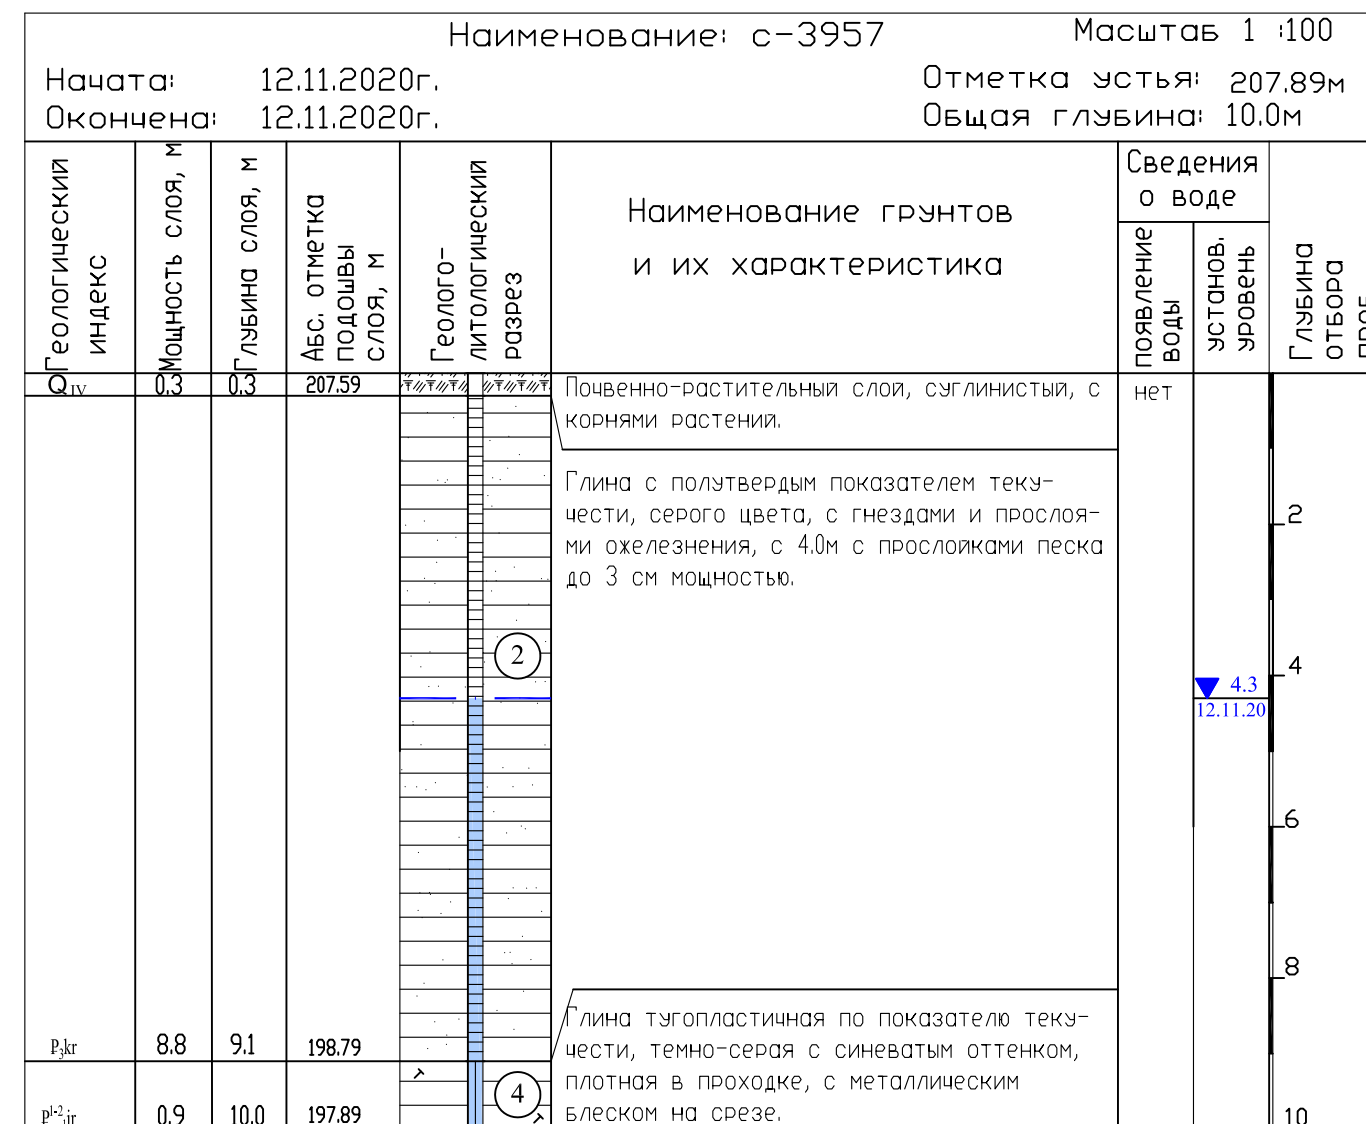 Наименование: с-3957
Масштаб 1 :100
Начата: 12.11.2020г.
Отметка устья: 207.89м
Окончена: 12.11.2020г.
Общая глубина: 10.0м
Геологический
индекс
Мощность слоя, м
Глубина слоя, м
Абс. отметка
подошвы
слоя, м
Геолого-
литологический
разрез
Наименование грунтов
и их характеристика
Сведения
о воде
появление
воды
установ.
уровень
Глубина
отбора
QIV 0.3 0.3 207.59
Почвенно-растительный слой, суглинистый, с
корнями растений.
нет
Глина с полутвердым показателем теку-
чести, серого цвета, с гнездами и прослоя-
ми ожелезнения, с 4.0м с прослойками песка
до 3 см мощностью.
2
2
4
4.3
12.11.20
6
8
P3kr 8.8 9.1 198.79
Глина тугопластичная по показателю теку-
чести, темно-серая с синеватым оттенком,
плотная в проходке, с металлическим
блеском на срезе.
4
0.9 10.0 197.89
10